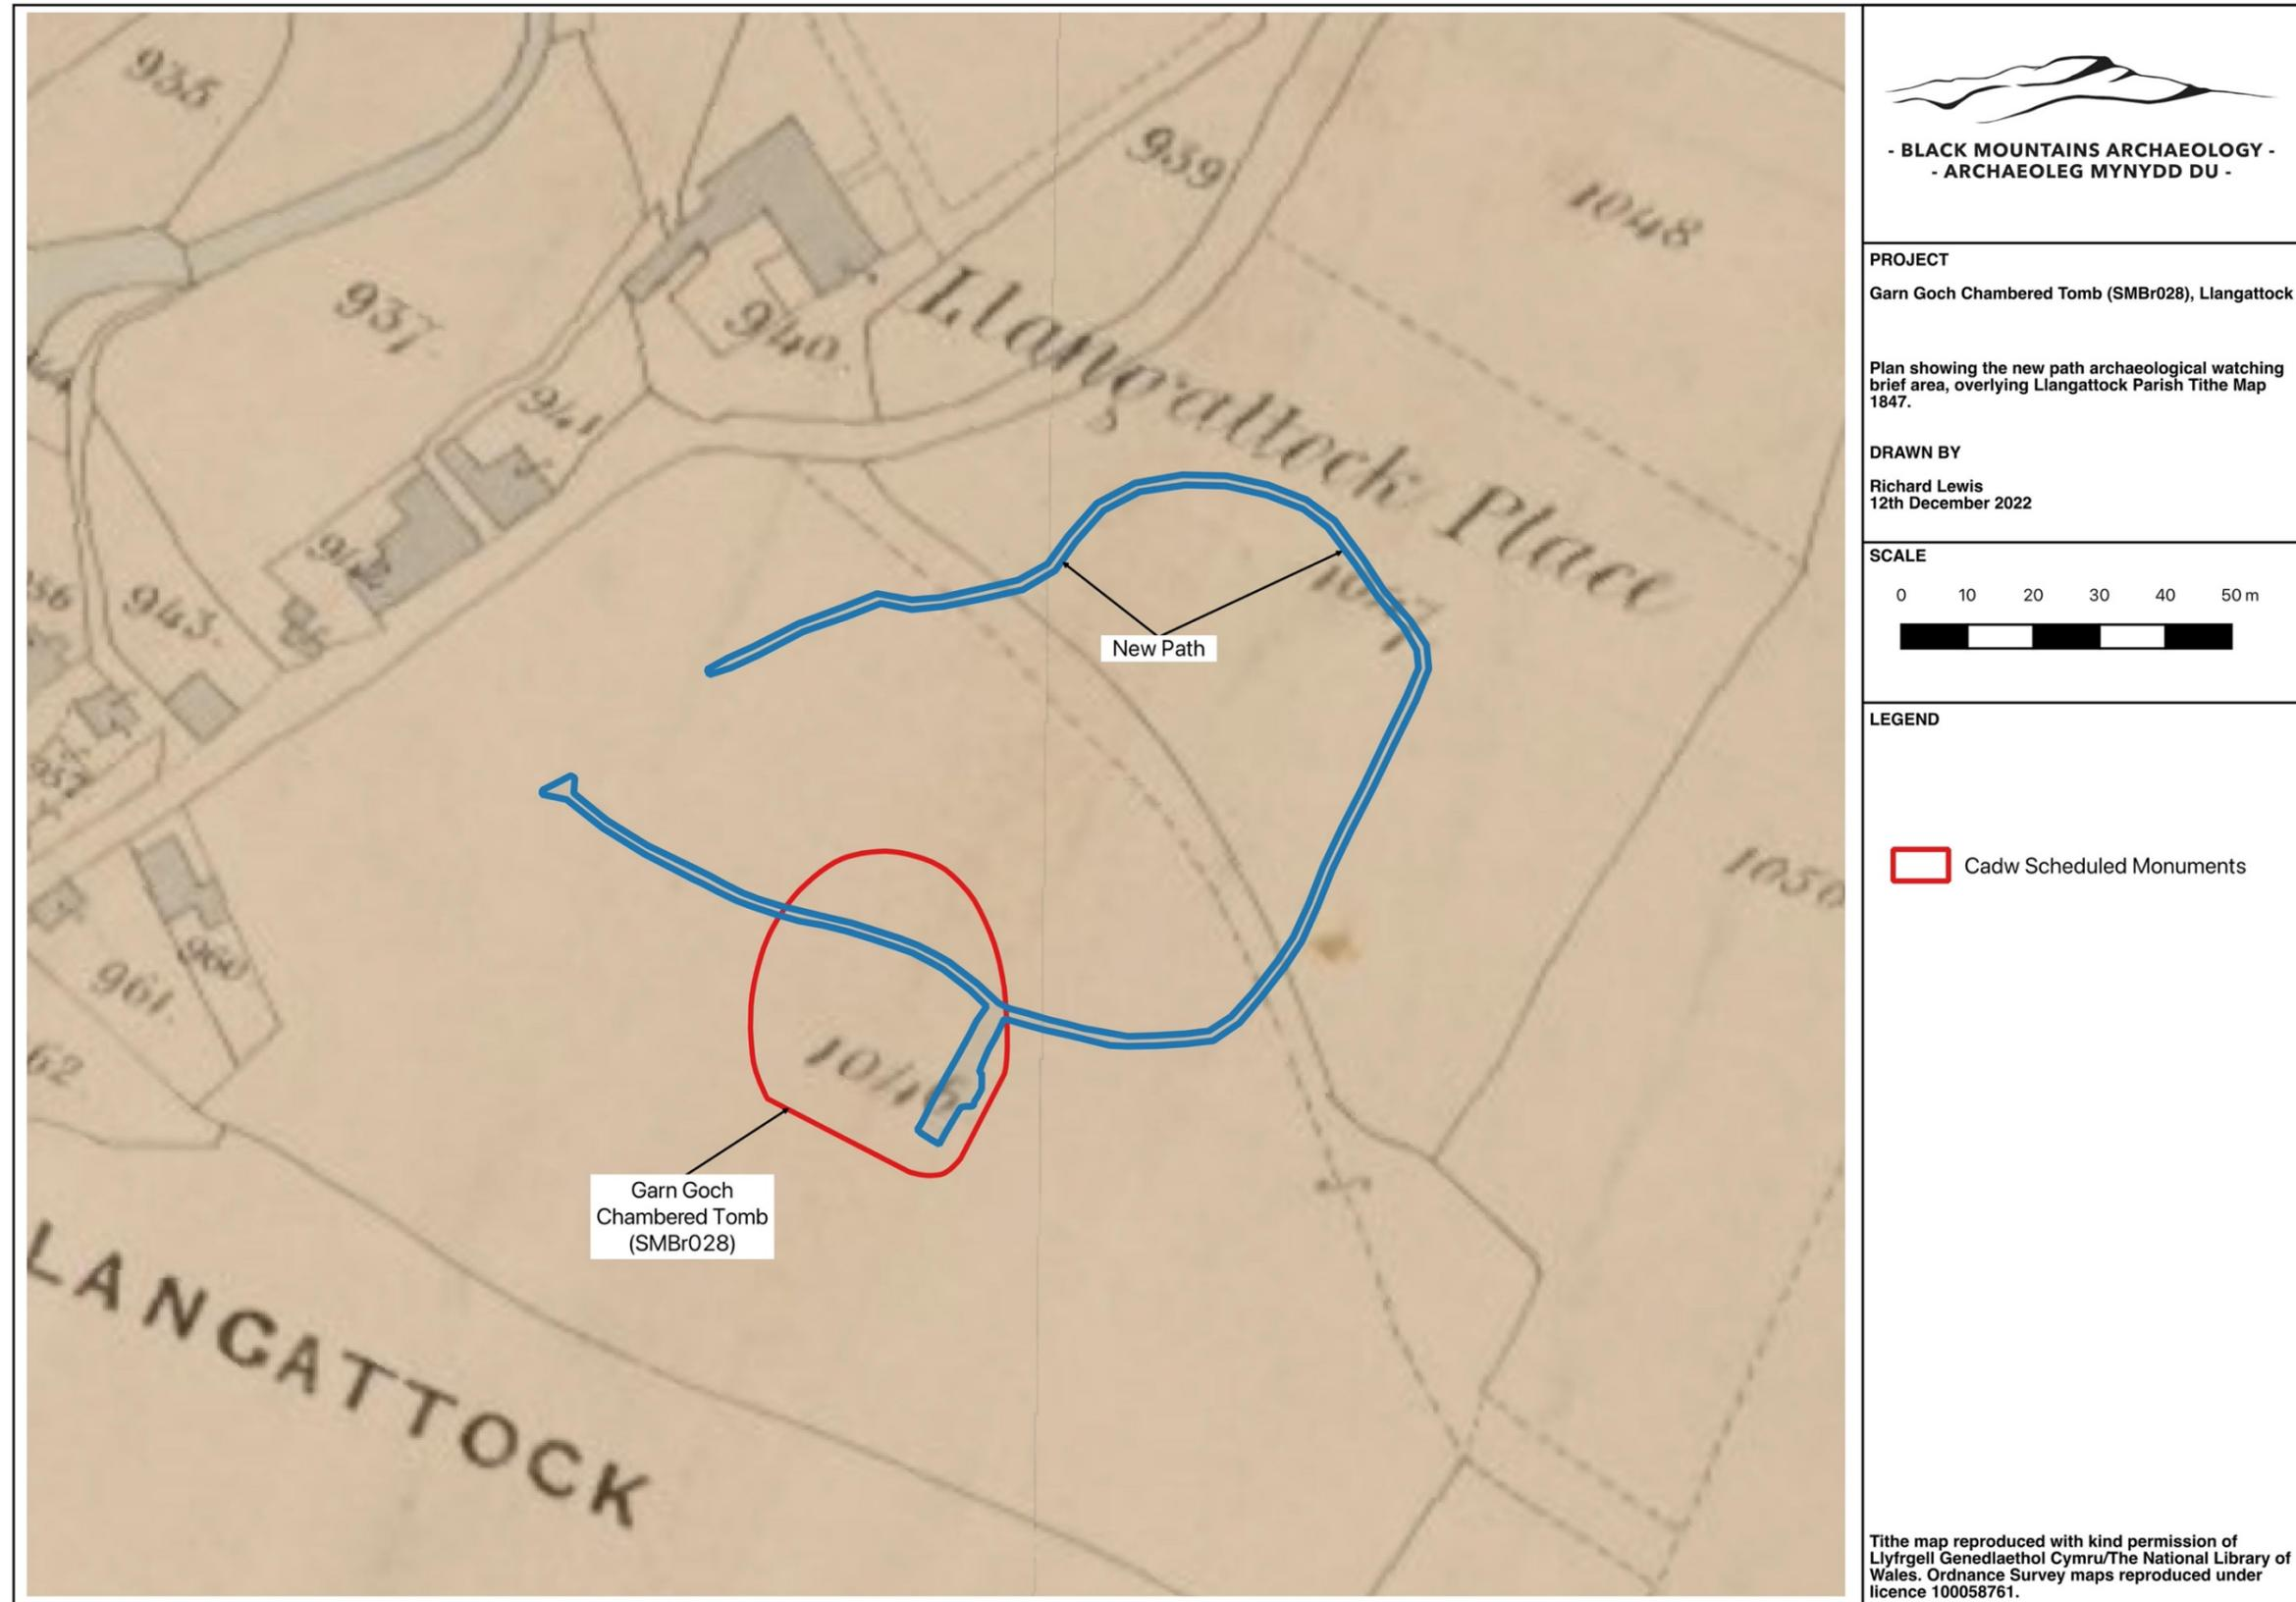 935
939
1048
937
940.
Llangattock Place
941
942
943.
1047
56
957
960
961.
62
1046
1050
LANGATTOCK
New Path
Garn Goch
Chambered Tomb
(SMBr028)
- BLACK MOUNTAINS ARCHAEOLOGY -
- ARCHAEOLEG MYNYDD DU -
PROJECT
Garn Goch Chambered Tomb (SMBr028), Llangattock
Plan showing the new path archaeological watching
brief area, overlying Llangattock Parish Tithe Map
1847.
DRAWN BY
Richard Lewis
12th December 2022
SCALE
0 10 20 30 40 50 m
LEGEND
Cadw Scheduled Monuments
Tithe map reproduced with kind permission of
Llyfrgell Genedlaethol Cymru/The National Library of
Wales. Ordnance Survey maps reproduced under
licence 100058761.